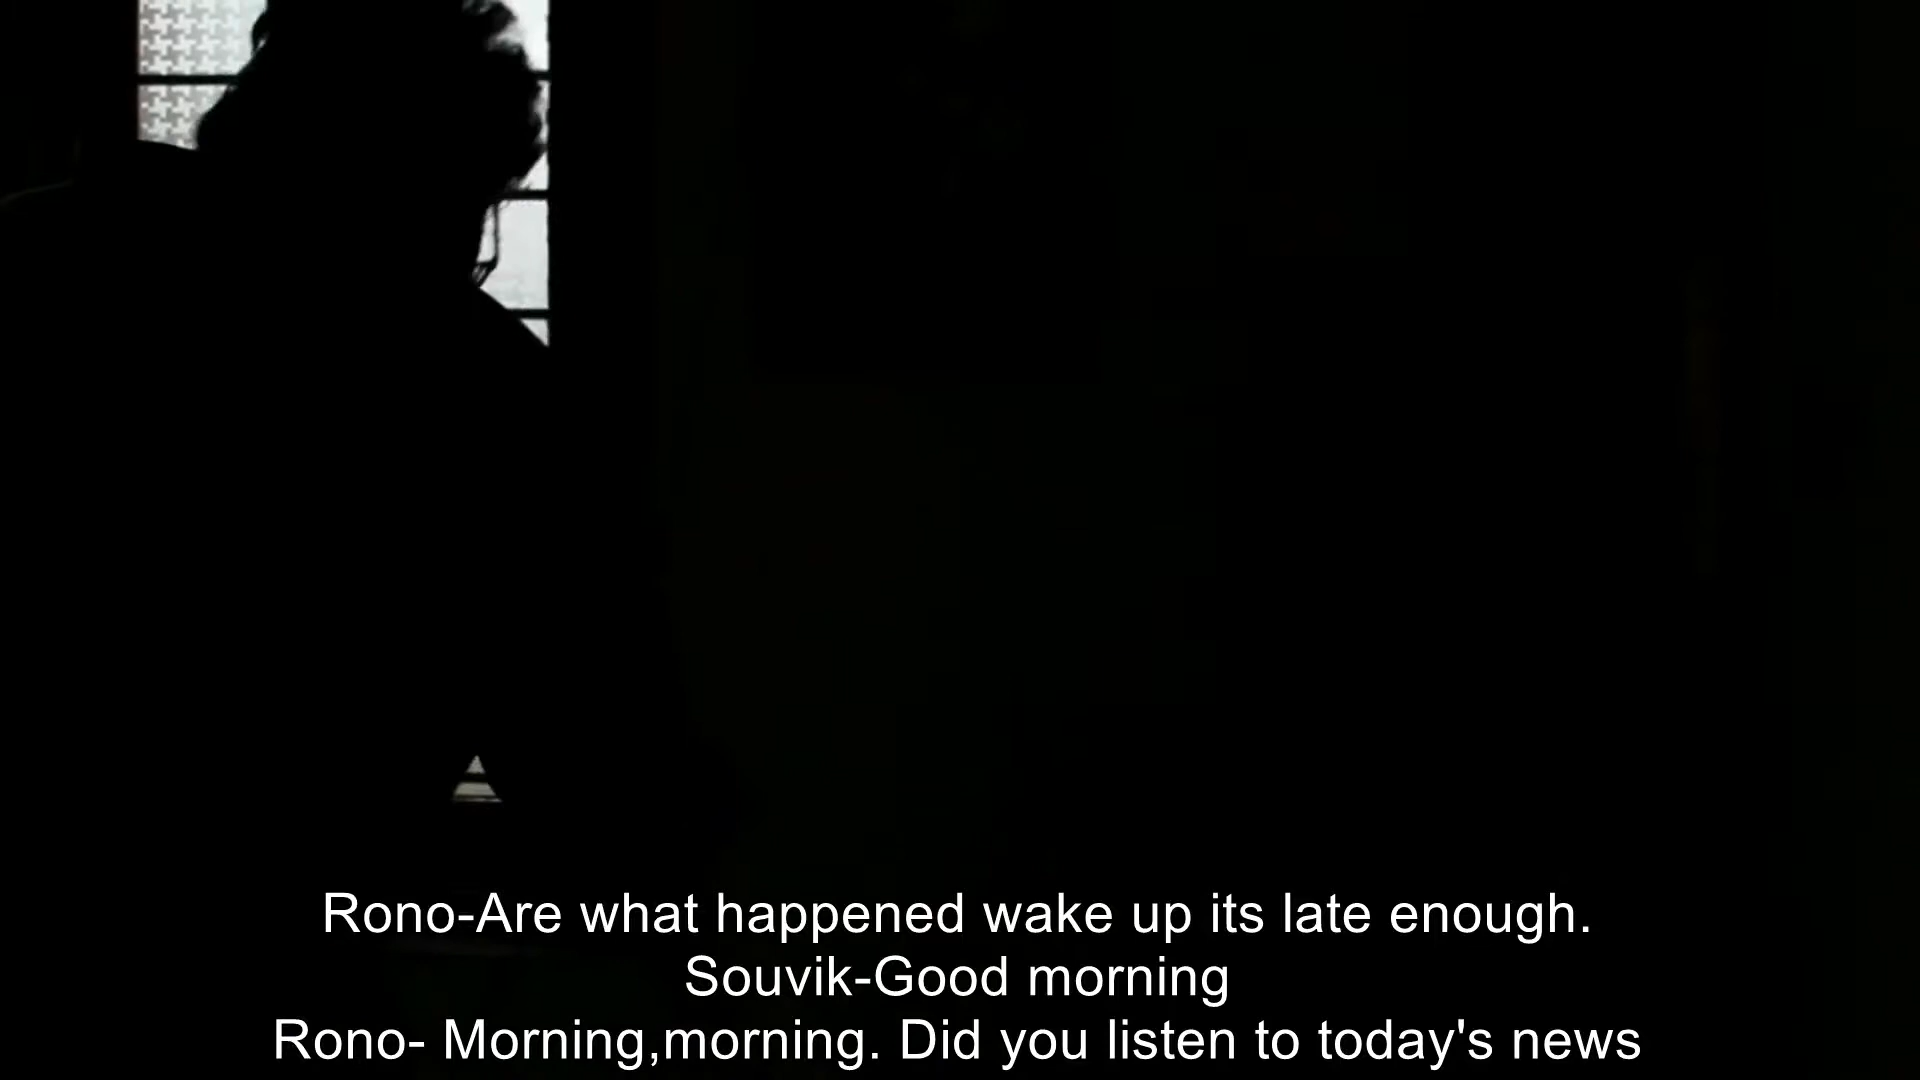 Rono-Are what happened wake up its late enough.
Souvik-Good morning
Rono- Morning,morning. Did you listen to today's news